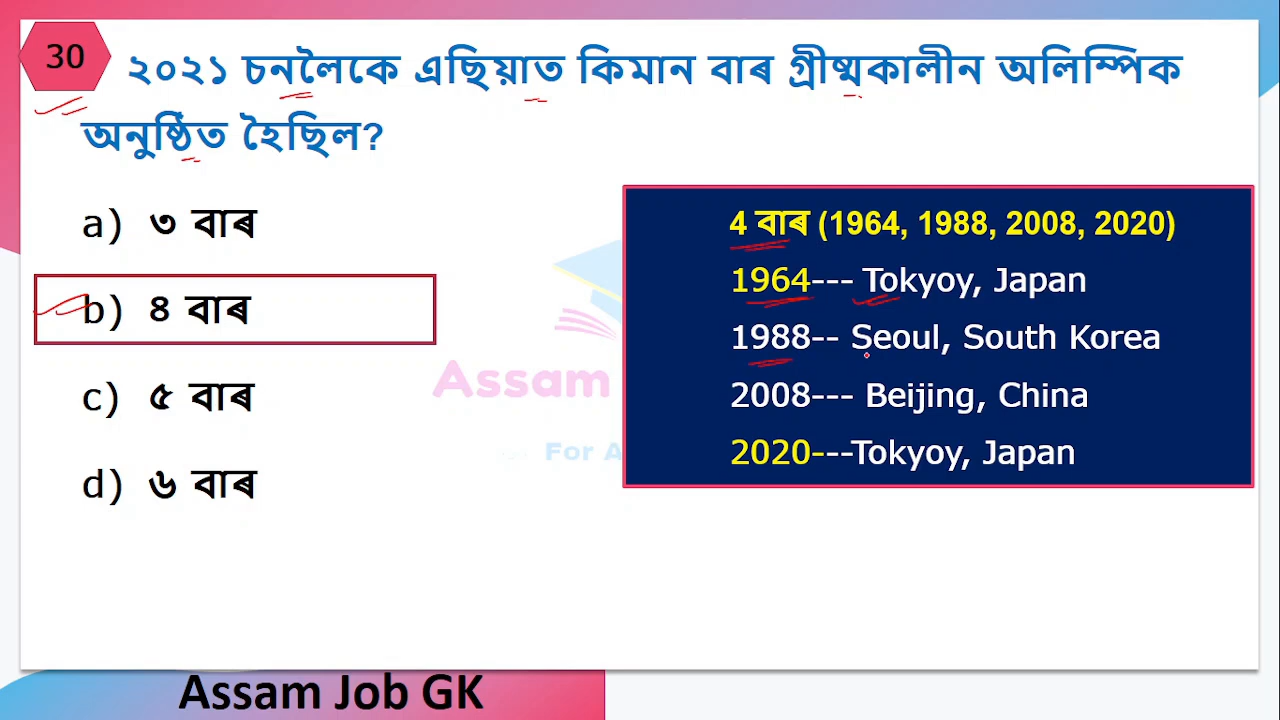 30
২০২১ চনলৈকে এছিয়াত কিমান বাৰ গ্ৰীষ্মকালীন অলিম্পিক
অনুষ্ঠিত হৈছিল?
a) ৩ বাৰ
b) ৪ বাৰ
c) ৫ বাৰ
d) ৬ বাৰ
4 বাৰ (1964, 1988, 2008, 2020)
1964--- Tokyoy, Japan
1988-- Seoul, South Korea
2008--- Beijing, China
2020---Tokyoy, Japan
Assam
For A
Assam Job GK